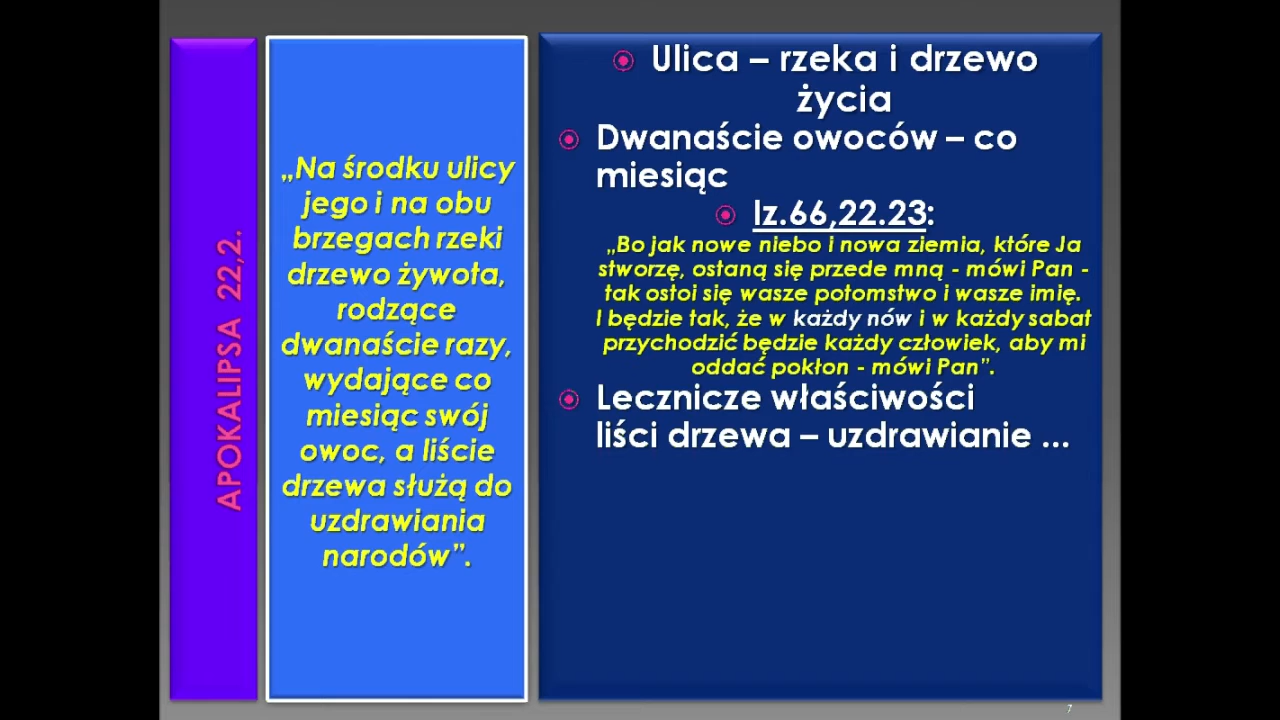 APOKALIPSA 22,2.
„Na środku ulicy
jego i na obu
brzegach rzeki
drzewo żywota,
rodzące
dwanaście razy,
wydające co
miesiąc swój
owoc, a liście
drzewa służą do
uzdrawiania
narodów”.
Ulica – rzeka i drzewo
życia
Dwanaście owoców – co
miesiąc
Iz.66,22.23:
„Bo jak nowe niebo i nowa ziemia, które Ja
stworzę, ostaną się przede mną - mówi Pan -
tak ostoi się wasze potomstwo i wasze imię.
I będzie tak, że w każdy nów i w każdy sabat
przychodzić będzie każdy człowiek, aby mi
oddać pokłon - mówi Pan”.
Lecznicze właściwości
liści drzewa – uzdrawianie ...
7